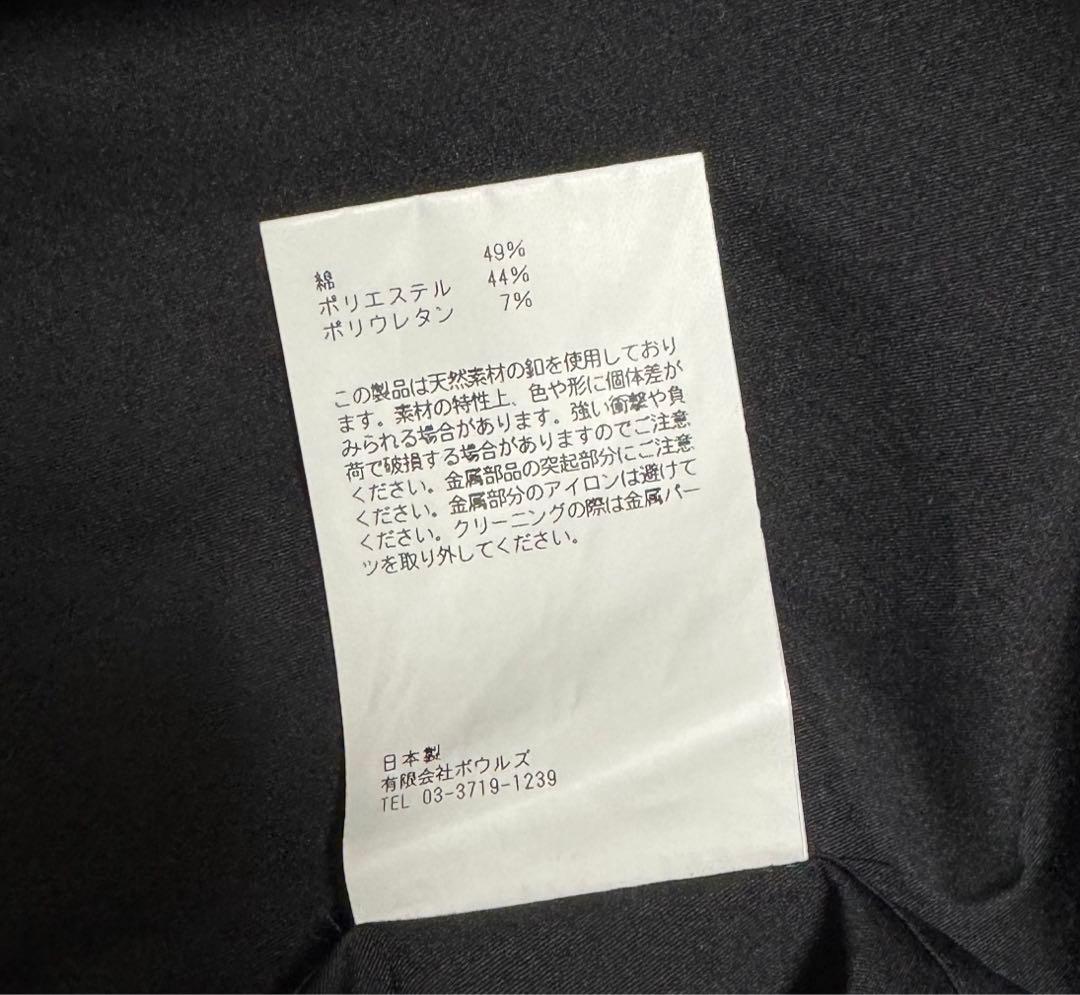 綿 49%
ポリエステル 44%
ポリウレタン 7%
この製品は天然素材の釦を使用しており
ます。素材の特性上、色や形に個体差が
みられる場合があります。強い衝撃や負
荷で破損する場合がありますのでご注意
ください。金属部品の突起部分にご注意
ください。金属部分のアイロンは避けて
ください。クリーニングの際は金属パー
ツを取り外してください。
日本製
有限会社ボウルズ
TEL 03-3719-1239